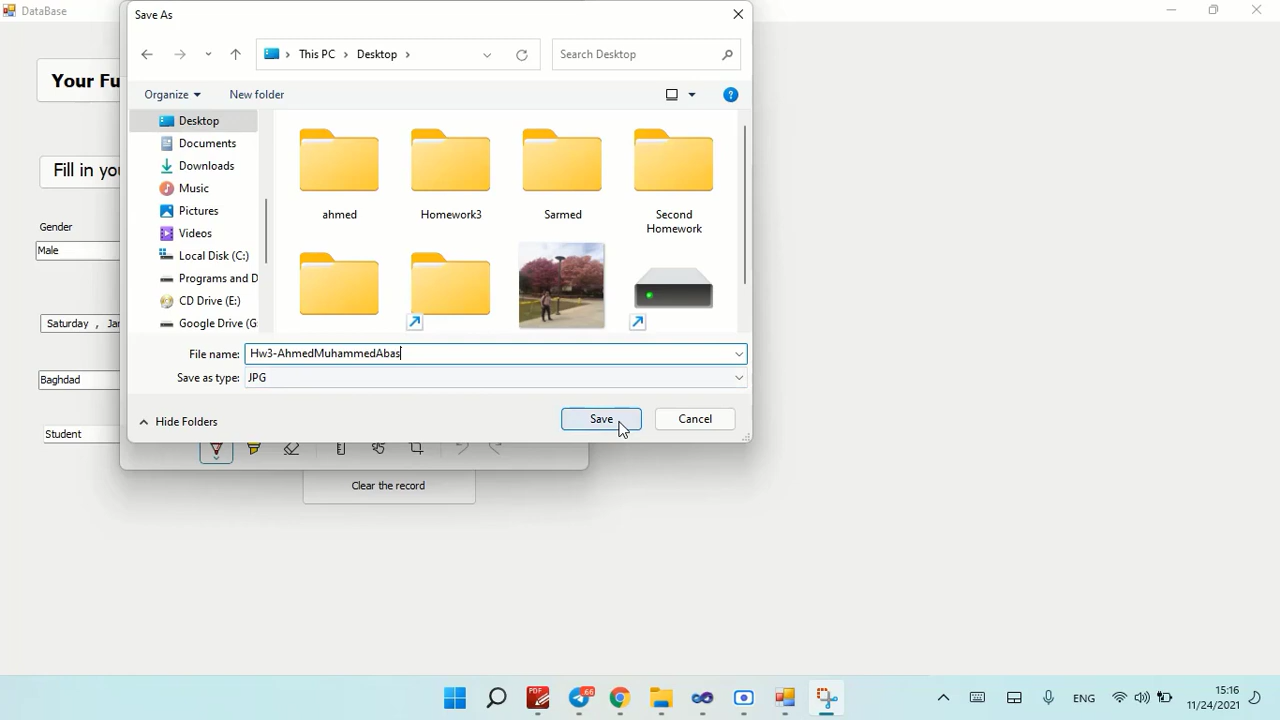 DataBase
Save As
This PC
Desktop
Search Desktop
Organize
New folder
Desktop
Documents
Downloads
Music
Pictures
Videos
Local Disk (C:)
Programs and D
CD Drive (E:)
Google Drive (G
ahmed
Homework3
Sarmed
Second
Homework
File name:
Hw3-AhmedMuhammedAbas
Save as type:
JPG
Hide Folders
Save
Cancel
Your Fu
Fill in you
Gender
Male
Saturday , Jan
Baghdad
Student
Clear the record
PDF
66
ENG
15:16
11/24/2021